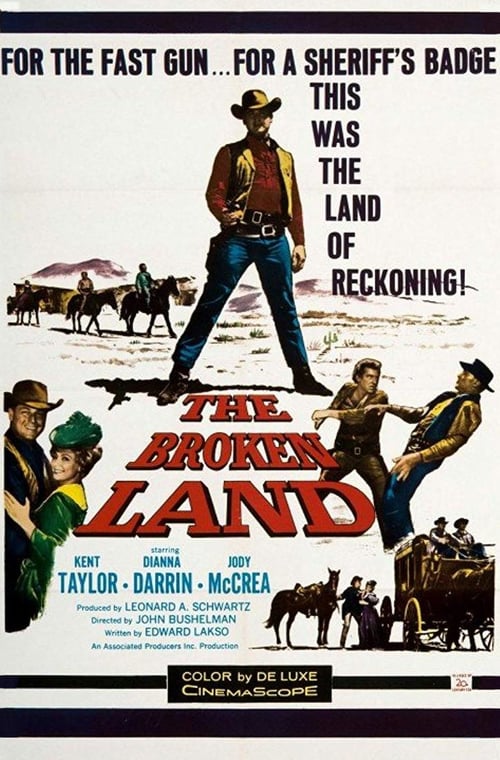 FOR THE FAST GUN...FOR A SHERIFF'S BADGE
THIS
WAS
THE
LAND
OF
RECKONING!
THE
BROKEN
LAND
starring
KENT DIANNA JODY
TAYLOR • DARRIN • McCREA
Produced by LEONARD A. SCHWARTZ
Directed by JOHN BUSHELMAN
Written by EDWARD LAKSO
An Associated Producers Inc. Production
COLOR by DE LUXE
CINEMASCOPE
20